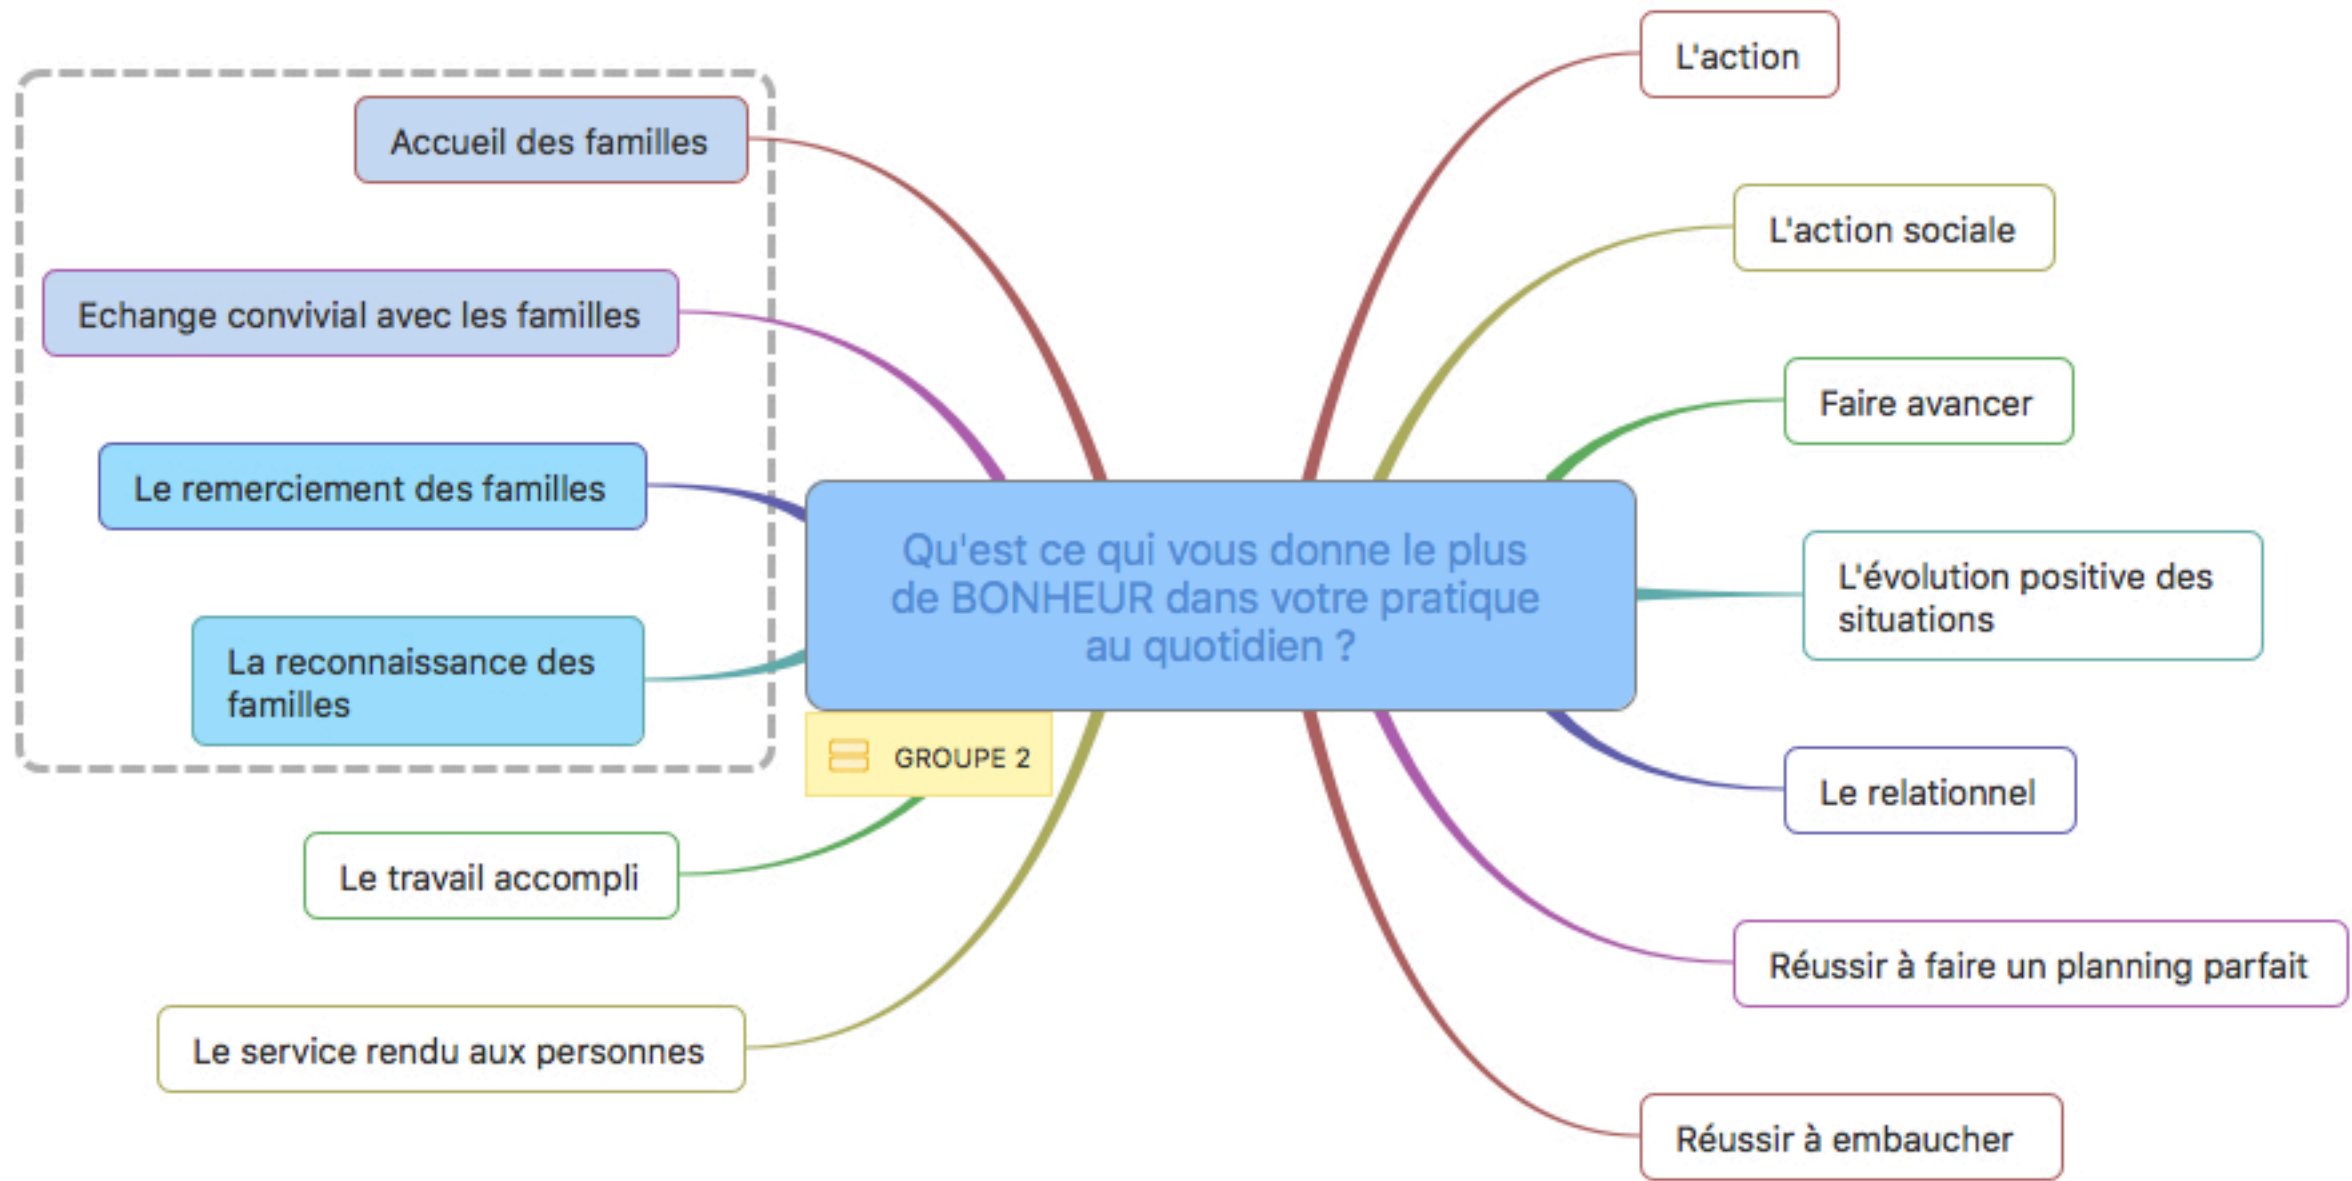 Accueil des familles
Echange convivial avec les familles
Le remerciement des familles
La reconnaissance des
familles
Le travail accompli
Le service rendu aux personnes
Qu'est ce qui vous donne le plus
de BONHEUR dans votre pratique
au quotidien ?
GROUPE 2
L'action
L'action sociale
Faire avancer
L'évolution positive des
situations
Le relationnel
Réussir à faire un planning parfait
Réussir à embaucher